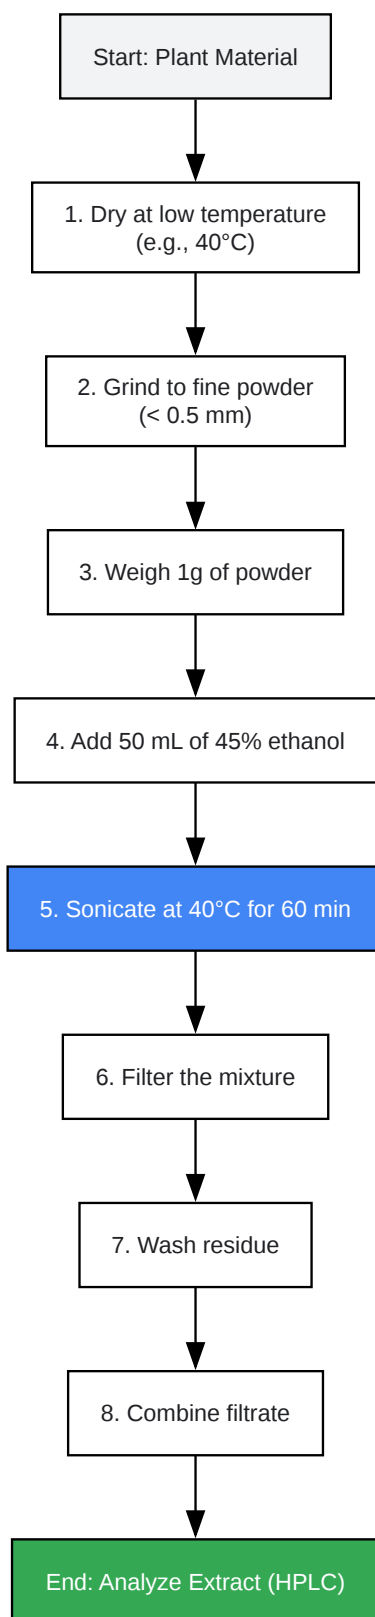 Start: Plant Material
1. Dry at low temperature
(e.g., 40°C)
2. Grind to fine powder
(< 0.5 mm)
3. Weigh 1g of powder
4. Add 50 mL of 45% ethanol
5. Sonicate at 40°C for 60 min
6. Filter the mixture
7. Wash residue
8. Combine filtrate
End: Analyze Extract (HPLC)